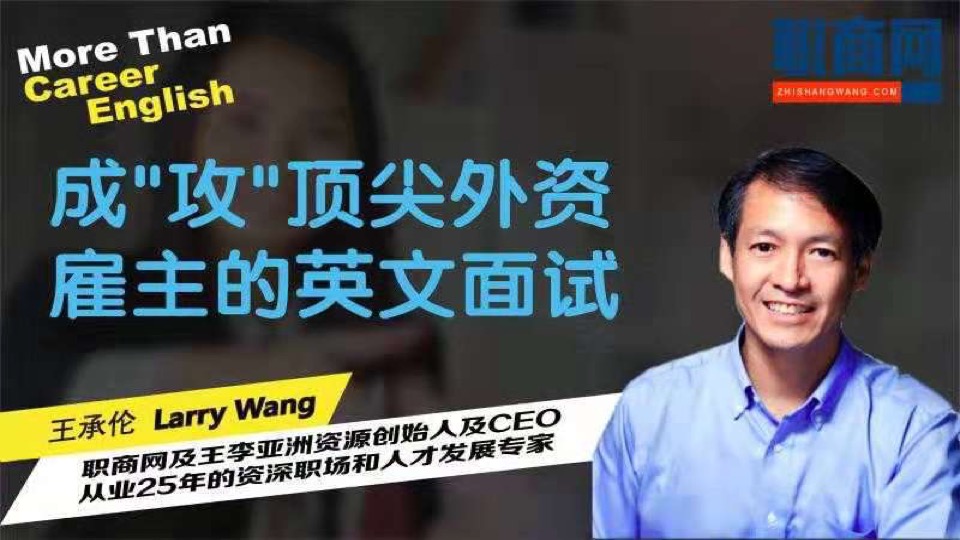 More Than
Career
English
职商网
ZHISHANGWANG.COM
成"攻"顶尖外资
雇主的英文面试
王承伦 Larry Wang
职商网及王李亚洲资源创始人及CEO
从业25年的资深职场和人才发展专家